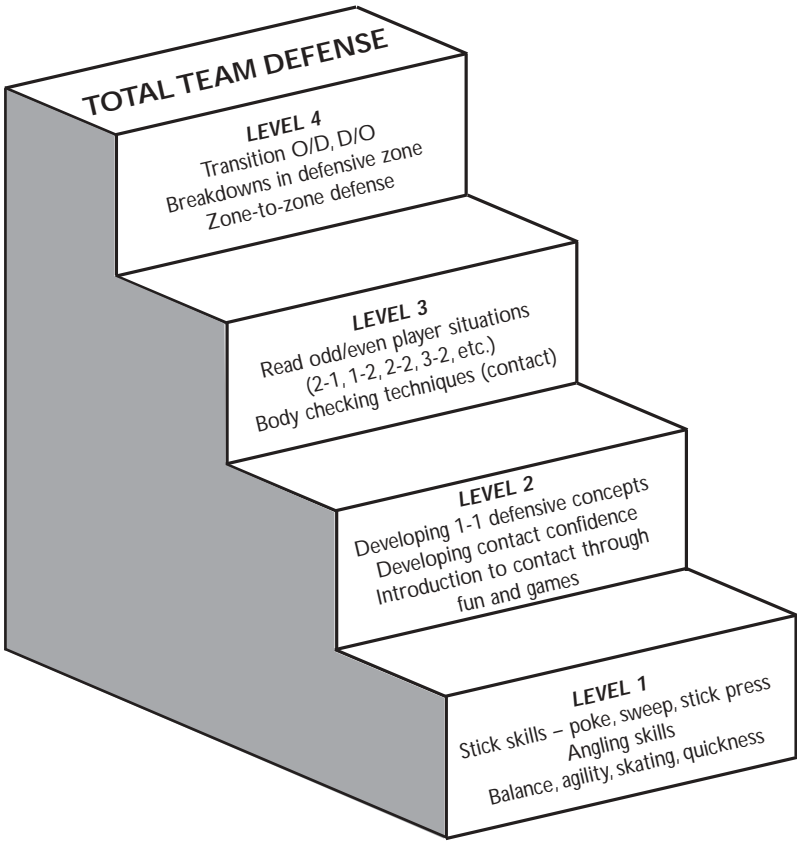 TOTAL TEAM DEFENSE
LEVEL 4
Transition O/D, D/O
Breakdowns in defensive zone
Zone-to-zone defense
LEVEL 3
Read odd/even player situations
(2-1, 1-2, 2-2, 3-2, etc.)
Body checking techniques (contact)
LEVEL 2
Developing 1-1 defensive concepts
Developing contact confidence
Introduction to contact through
fun and games
LEVEL 1
Stick skills – poke, sweep, stick press
Angling skills
Balance, agility, skating, quickness